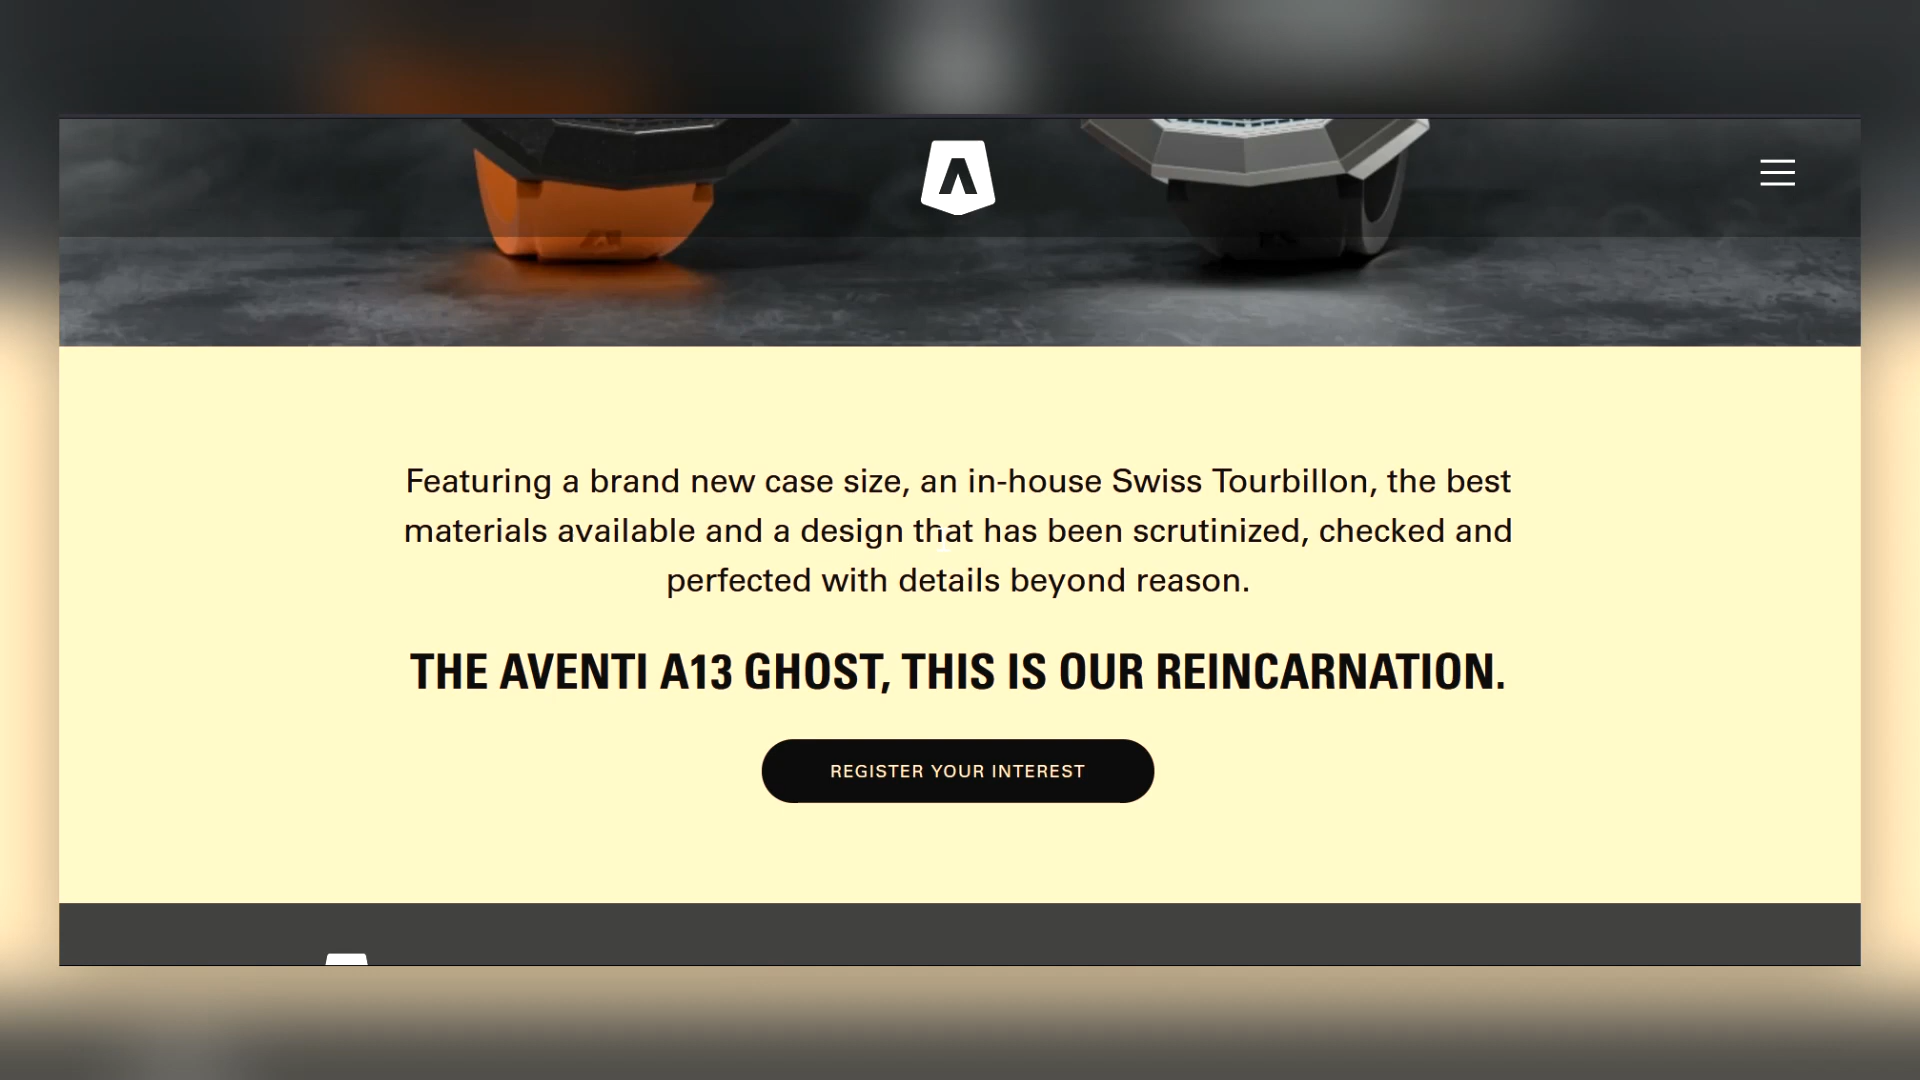 Featuring a brand new case size, an in-house Swiss Tourbillon, the best
materials available and a design that has been scrutinized, checked and
perfected with details beyond reason.
THE AVENTI A13 GHOST, THIS IS OUR REINCARNATION.
REGISTER YOUR INTEREST